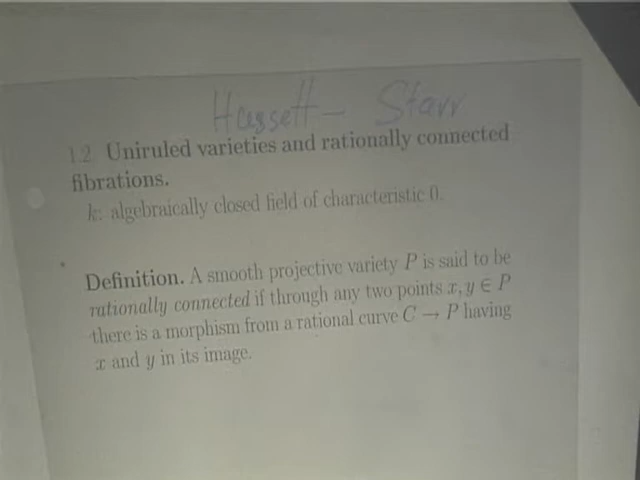 Hassett - Starr
1.2 Uniruled varieties and rationally connected
fibrations.
k: algebraically closed field of characteristic 0.
Definition. A smooth projective variety P is said to be
rationally connected if through any two points x, y ∈ P
there is a morphism from a rational curve C → P having
x and y in its image.